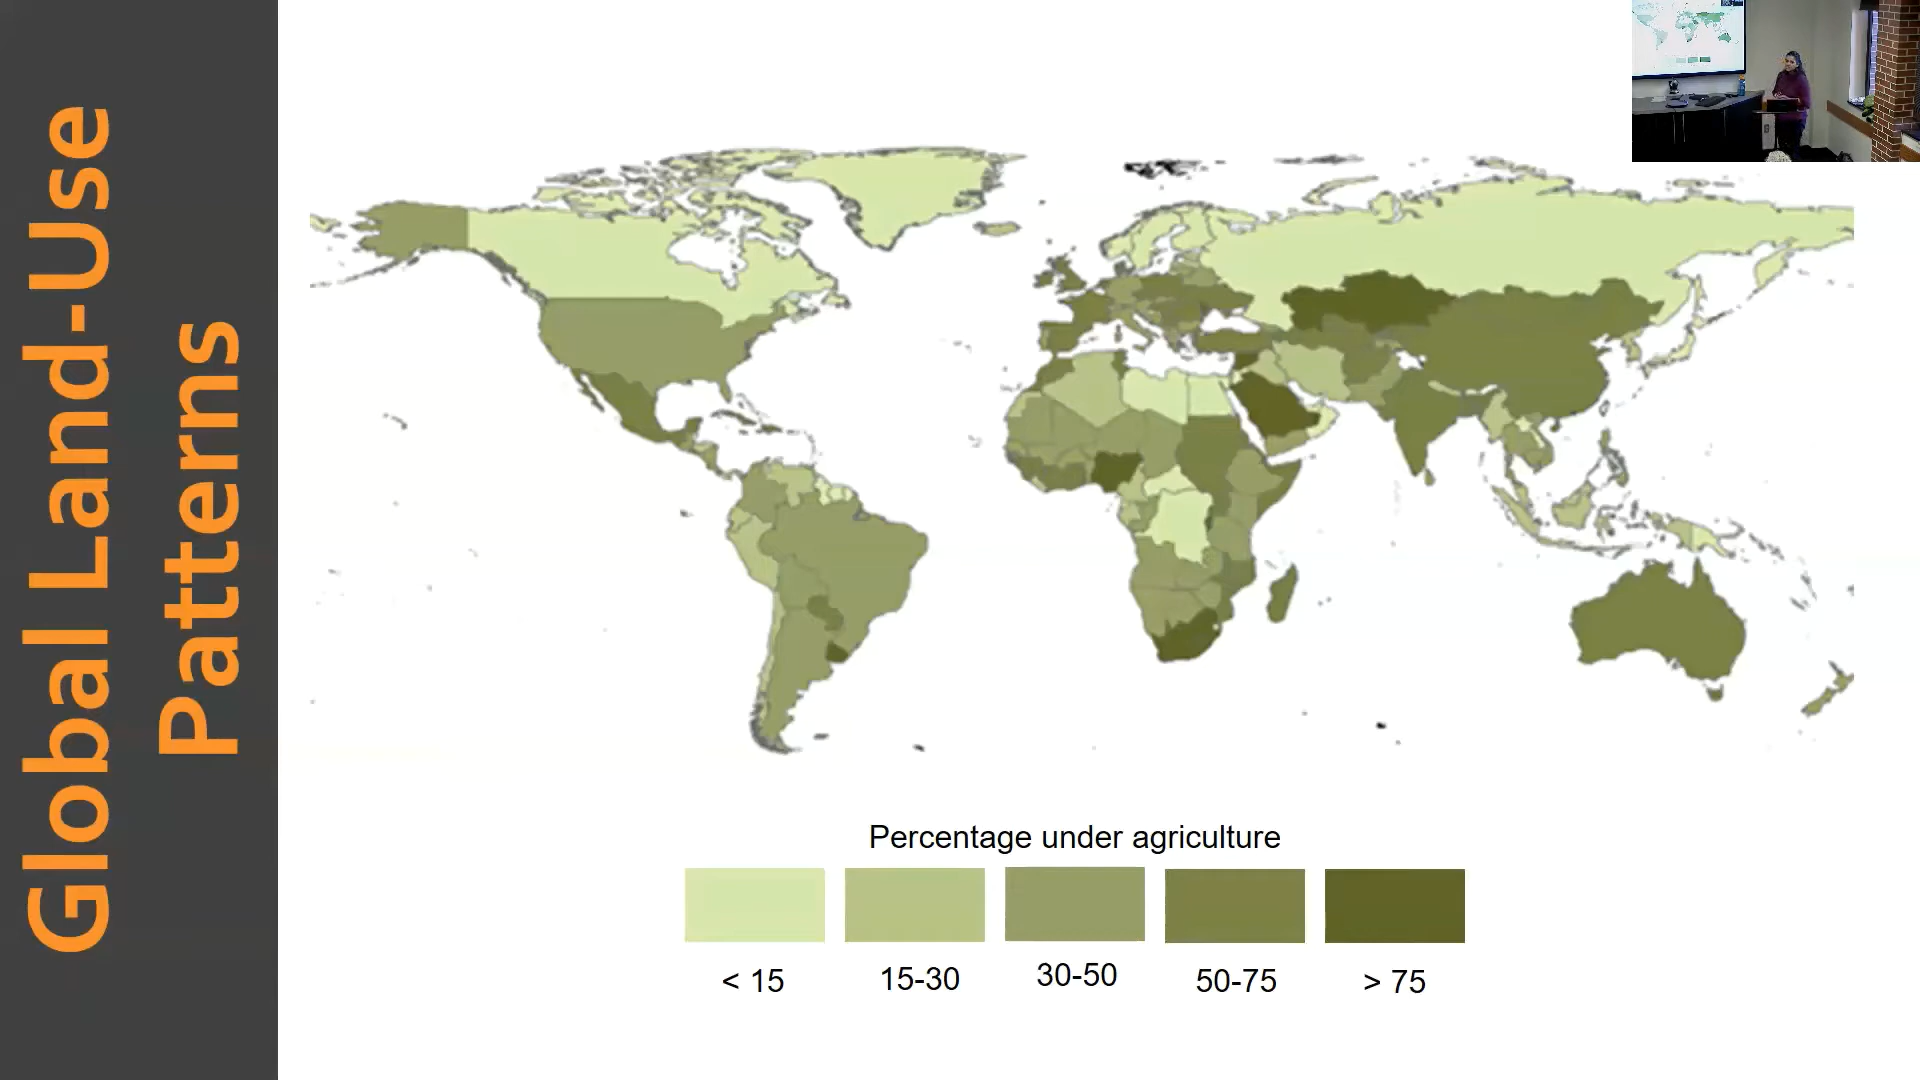 Global Land-Use
Patterns
Percentage under agriculture
< 15
15-30
30-50
50-75
> 75